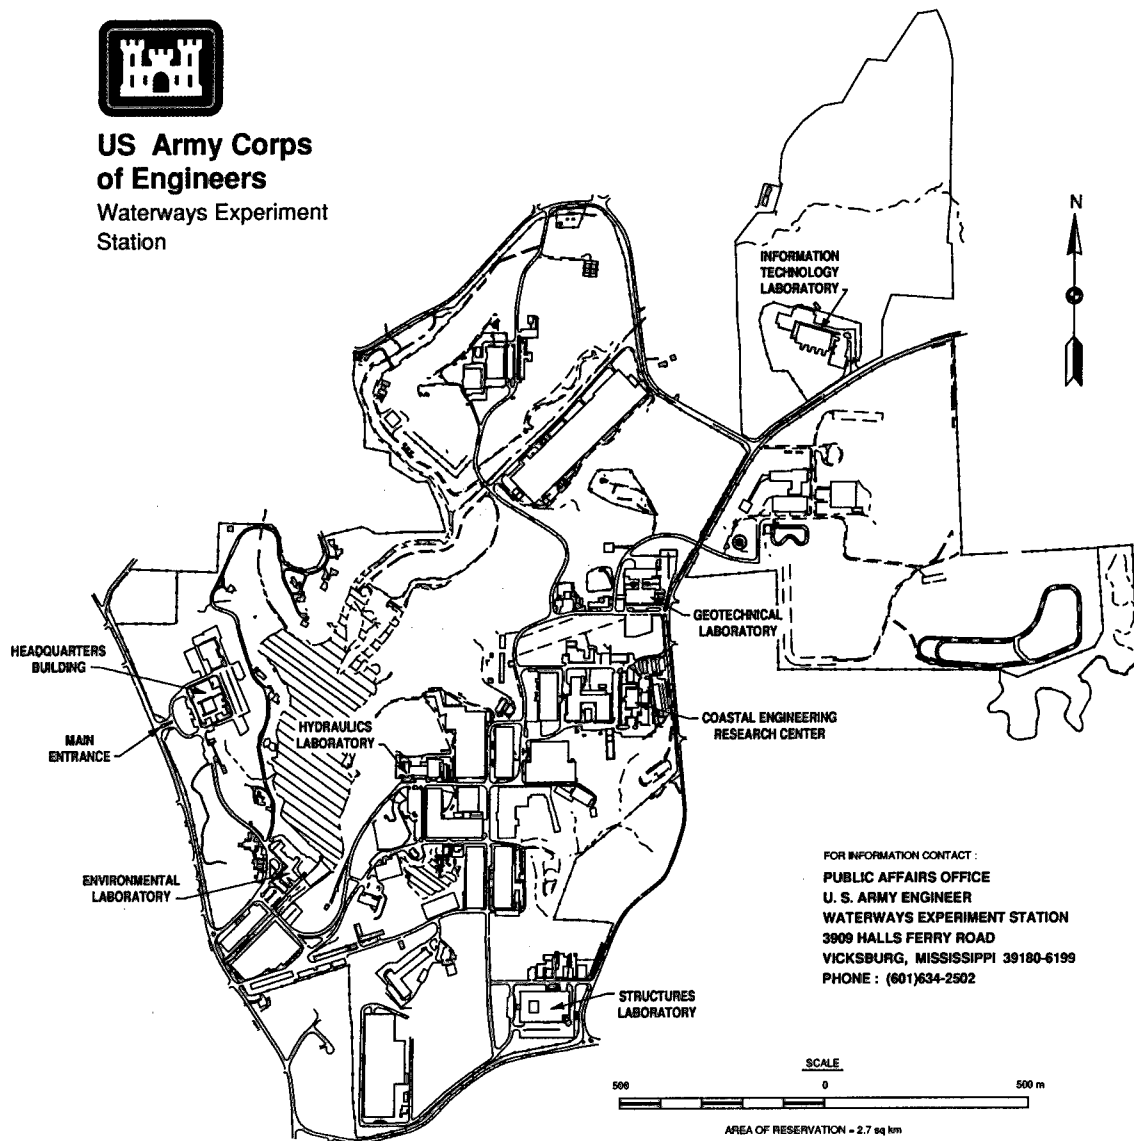 US Army Corps
of Engineers
Waterways Experiment
Station
N
INFORMATION
TECHNOLOGY
LABORATORY
GEOTECHNICAL
LABORATORY
HEADQUARTERS
BUILDING
MAIN
ENTRANCE
HYDRAULICS
LABORATORY
COASTAL ENGINEERING
RESEARCH CENTER
ENVIRONMENTAL
LABORATORY
STRUCTURES
LABORATORY
FOR INFORMATION CONTACT :
PUBLIC AFFAIRS OFFICE
U. S. ARMY ENGINEER
WATERWAYS EXPERIMENT STATION
3909 HALLS FERRY ROAD
VICKSBURG, MISSISSIPPI 39180-6199
PHONE : (601)634-2502
SCALE
500 0 500 m
AREA OF RESERVATION = 2.7 sq km